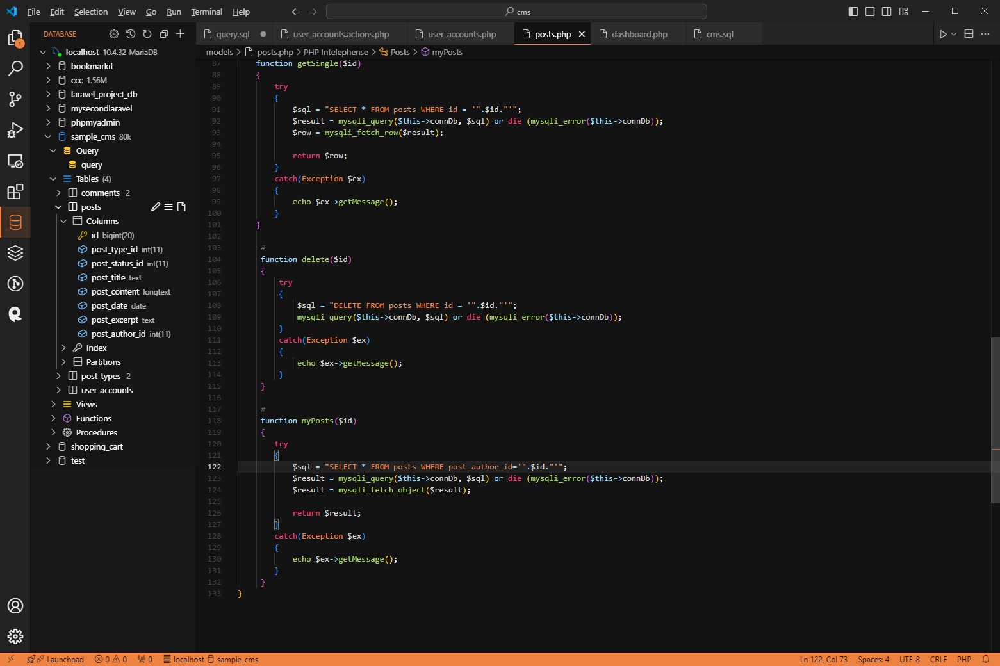 File Edit Selection View Go Run Terminal Help
cms
DATABASE
query.sql user_accounts.actions.php user_accounts.php posts.php dashboard.php cms.sql
models > posts.php > PHP Intelephense > Posts > myPosts
1
localhost 10.4.32-MariaDB
bookmarkit
ccc 1.56M
laravel_project_db
mysecondlaravel
phpmyadmin
sample_cms 80k
Query
query
Tables (4)
comments 2
posts
Columns
id bigint(20)
post_type_id int(11)
post_status_id int(11)
post_title text
post_content longtext
post_date date
post_excerpt text
post_author_id int(11)
Index
Partitions
post_types 2
user_accounts
Views
Functions
Procedures
shopping_cart
test
87 function getSingle($id)
88 {
89 try
90 {
91 $sql = "SELECT * FROM posts WHERE id = '".$id."'";
92 $result = mysqli_query($this->connDb, $sql) or die (mysqli_error($this->connDb));
93 $row = mysqli_fetch_row($result);
94
95 return $row;
96 }
97 catch(Exception $ex)
98 {
99 echo $ex->getMessage();
100 }
101 }
102
103 #
104 function delete($id)
105 {
106 try
107 {
108 $sql = "DELETE FROM posts WHERE id = '".$id."'";
109 mysqli_query($this->connDb, $sql) or die (mysqli_error($this->connDb));
110 }
111 catch(Exception $ex)
112 {
113 echo $ex->getMessage();
114 }
115 }
116
117 #
118 function myPosts($id)
119 {
120 try
121 {
122 $sql = "SELECT * FROM posts WHERE post_author_id='".$id."'";
123 $result = mysqli_query($this->connDb, $sql) or die (mysqli_error($this->connDb));
124 $result = mysqli_fetch_object($result);
125
126 return $result;
127 }
128 catch(Exception $ex)
129 {
130 echo $ex->getMessage();
131 }
132 }
133 }
Launchpad 0 0 0 localhost sample_cms Ln 122, Col 73 Spaces: 4 UTF-8 CRLF PHP